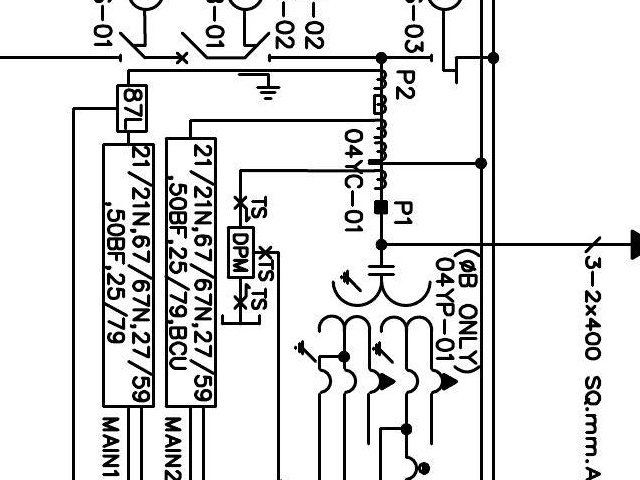 -02
-02
-01
-01
-03
P2
87L
04YC-01
P1
21/21N,67/67N,27/59
,50BF,25/79
21/21N,67/67N,27/59
,50BF,25/79,BCU
TS
DPM
TS
TS
(øB ONLY)
04YP-01
3-2x400 SQ.mm.A
MAIN1
MAIN2